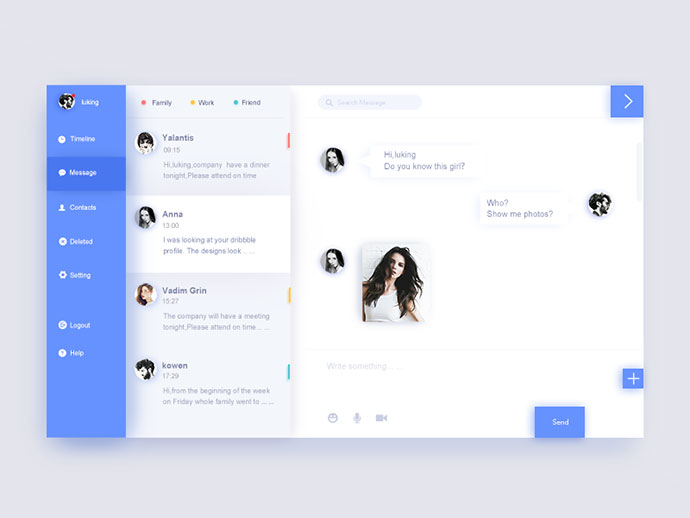 luking
Timeline
Message
Contacts
Deleted
Setting
Logout
Help
Family
Work
Friend
Yalantis
09:15
Hi,luking,company have a dinner
tonight.Please attend on time
Anna
13:00
I was looking at your dribbble
profile. The designs look .. ...
Vadim Grin
15:27
The company will have a meeting
tonight,Please attend on time... ...
kowen
17:29
Hi,from the beginning of the week
on Friday whole family went to ... ...
Search Message
Hi,luking
Do you know this girl?
Who?
Show me photos?
Write something... ...
Send